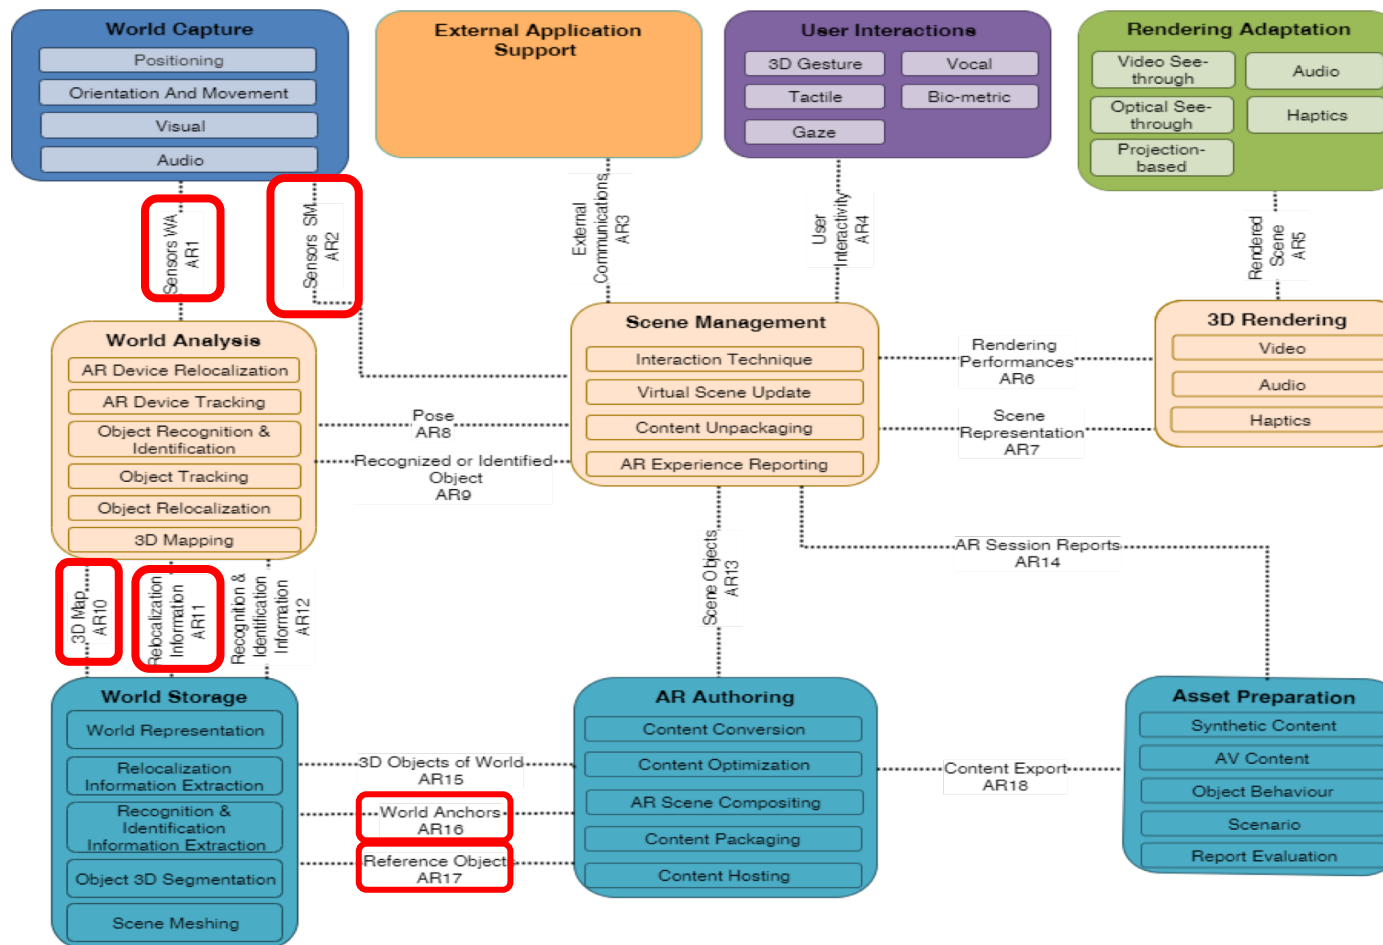 World Capture
Positioning
Orientation And Movement
Visual
Audio
External Application
Support
User Interactions
3D Gesture
Vocal
Tactile
Bio-metric
Gaze
Rendering Adaptation
Video See-
through
Audio
Optical See-
through
Haptics
Projection-
based
Sensors WA
AR1
Sensors SM
AR2
External
Communications
AR3
User
Interactivity
AR4
Rendered
Scene
AR5
World Analysis
AR Device Relocalization
AR Device Tracking
Object Recognition &
Identification
Object Tracking
Object Relocalization
3D Mapping
Scene Management
Interaction Technique
Virtual Scene Update
Content Unpackaging
AR Experience Reporting
3D Rendering
Video
Audio
Haptics
Rendering
Performances
AR6
Scene
Representation
AR7
Pose
AR8
Recognized or Identified
Object
AR9
3D Map
AR10
Relocalization
Information
AR11
Recognition &
Identification
Information
AR12
Scene Objects
AR13
AR Session Reports
AR14
World Storage
World Representation
Relocalization
Information Extraction
Recognition &
Identification
Information Extraction
Object 3D Segmentation
Scene Meshing
3D Objects of World
AR15
World Anchors
AR16
Reference Objects
AR17
AR Authoring
Content Conversion
Content Optimization
AR Scene Compositing
Content Packaging
Content Hosting
Content Export
AR18
Asset Preparation
Synthetic Content
AV Content
Object Behaviour
Scenario
Report Evaluation